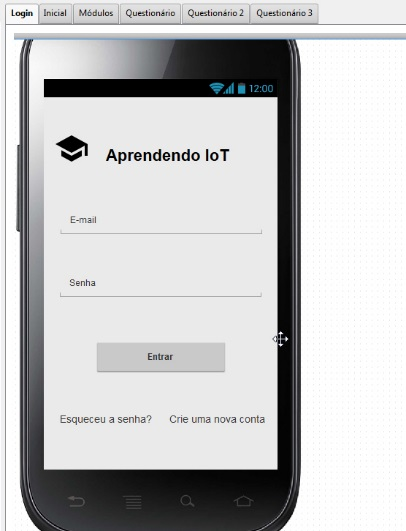 Login Inicial Módulos Questionário Questionário 2 Questionário 3
12:00
Aprendendo IoT
E-mail
Senha
Entrar
Esqueceu a senha? Crie uma nova conta